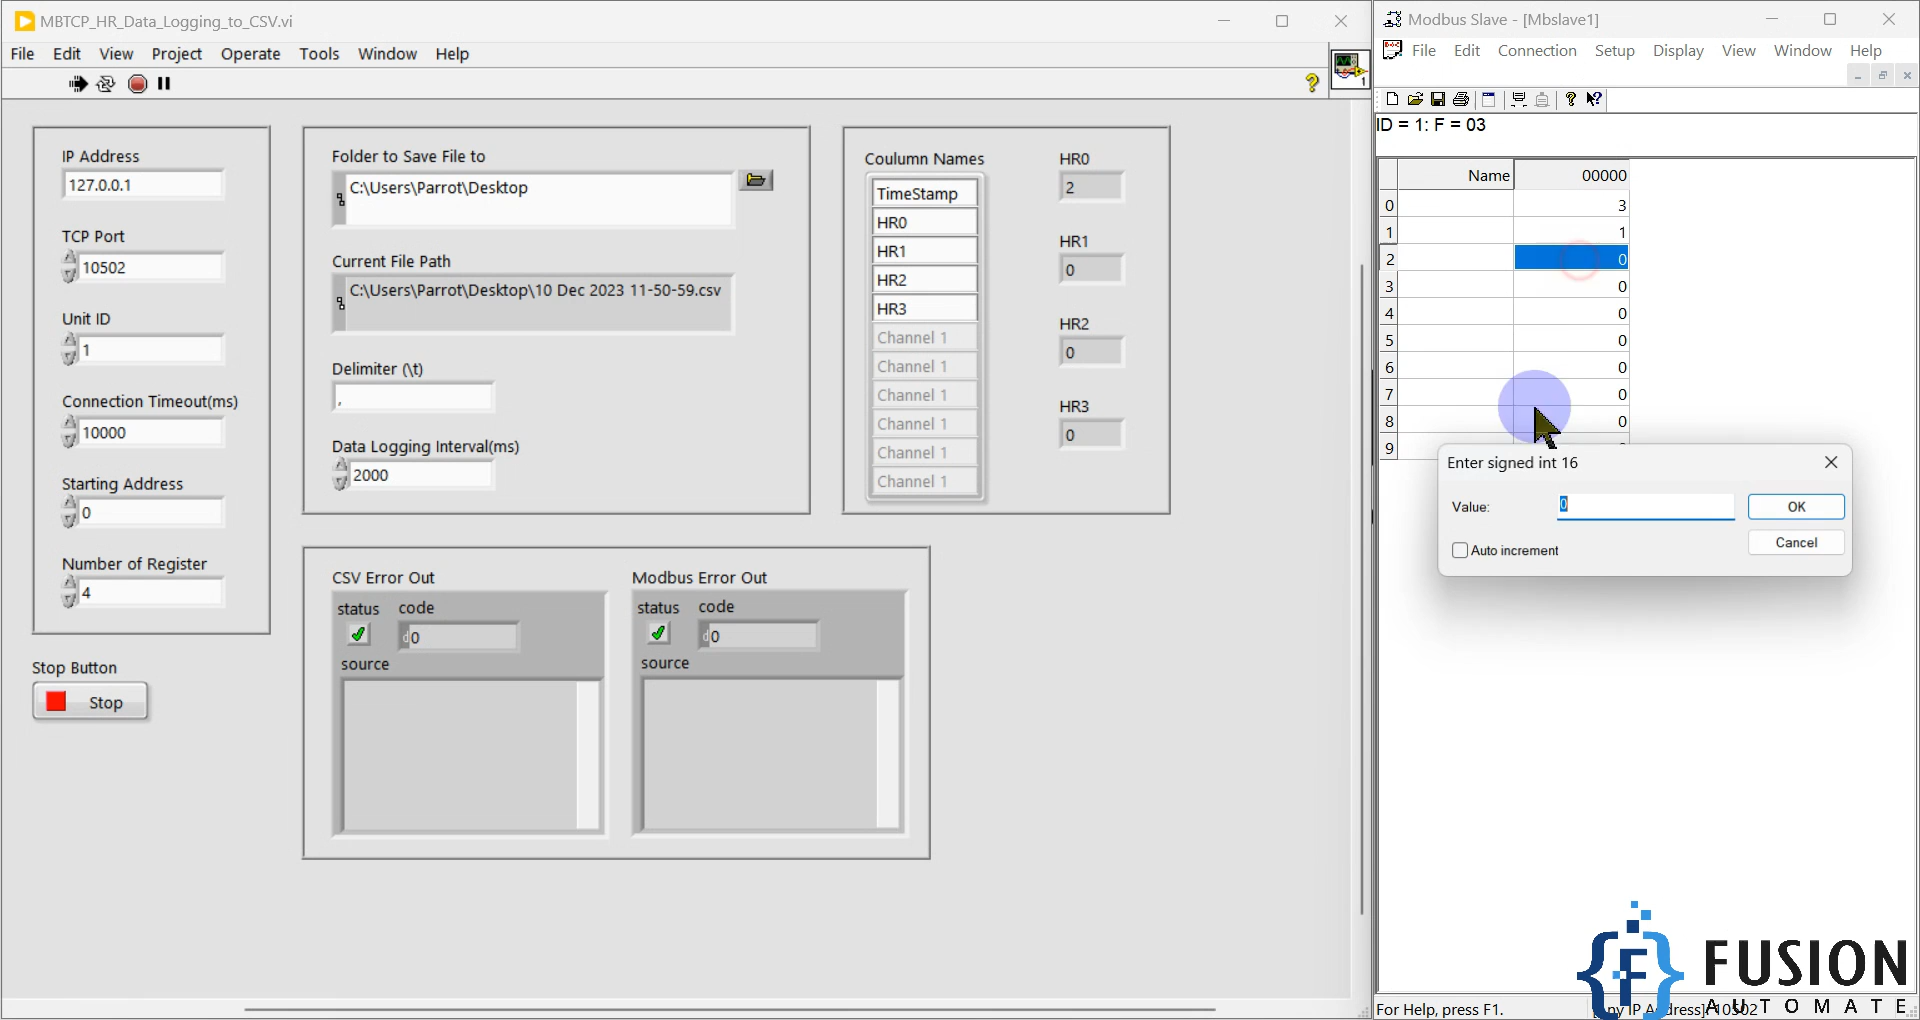 MBTCP_HR_Data_Logging_to_CSV.vi
File Edit View Project Operate Tools Window Help
1
IP Address
127.0.0.1
TCP Port
10502
Unit ID
1
Connection Timeout(ms)
10000
Starting Address
0
Number of Register
4
Stop Button
Stop
Folder to Save File to
C:\Users\Parrot\Desktop
Current File Path
C:\Users\Parrot\Desktop\10 Dec 2023 11-50-59.csv
Delimiter (\t)
,
Data Logging Interval(ms)
2000
Coulumn Names
TimeStamp
HR0
HR1
HR2
HR3
Channel 1
Channel 1
Channel 1
Channel 1
Channel 1
Channel 1
HR0
2
HR1
0
HR2
0
HR3
0
CSV Error Out
status code
d0
source
Modbus Error Out
status code
d0
source
Modbus Slave - [Mbslave1]
File Edit Connection Setup Display View Window Help
ID = 1: F = 03
Name 00000
0 3
1 1
2 0
3 0
4 0
5 0
6 0
7 0
8 0
9
Enter signed int 16
Value: 0
OK
Auto increment
Cancel
FUSION
AUTOMATE
For Help, press F1.
10502